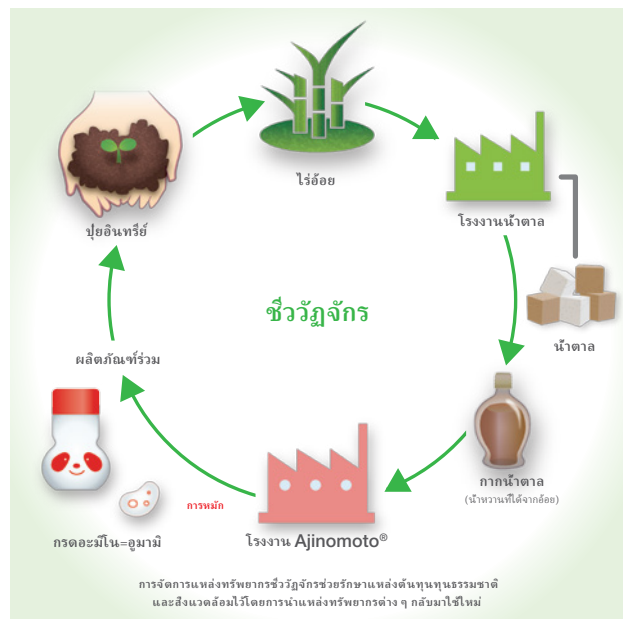 ไร่อ้อย
โรงงานน้ำตาล
น้ำตาล
กากน้ำตาล
(น้ำหวานที่ได้จากอ้อย)
โรงงาน Ajinomoto®
การหมัก
กรดอะมิโน=อูมามิ
ผลิตภัณฑ์ร่วม
ปุยอินทรีย์
ชีววัฏจักร
การจัดการแหล่งทรัพยากรชีววัฏจักรช่วยรักษาแหล่งต้นทุนทุนธรรมชาติ
และสิ่งแวดล้อมไว้โดยการนำแหล่งทรัพยากรต่าง ๆ กลับมาใช้ใหม่